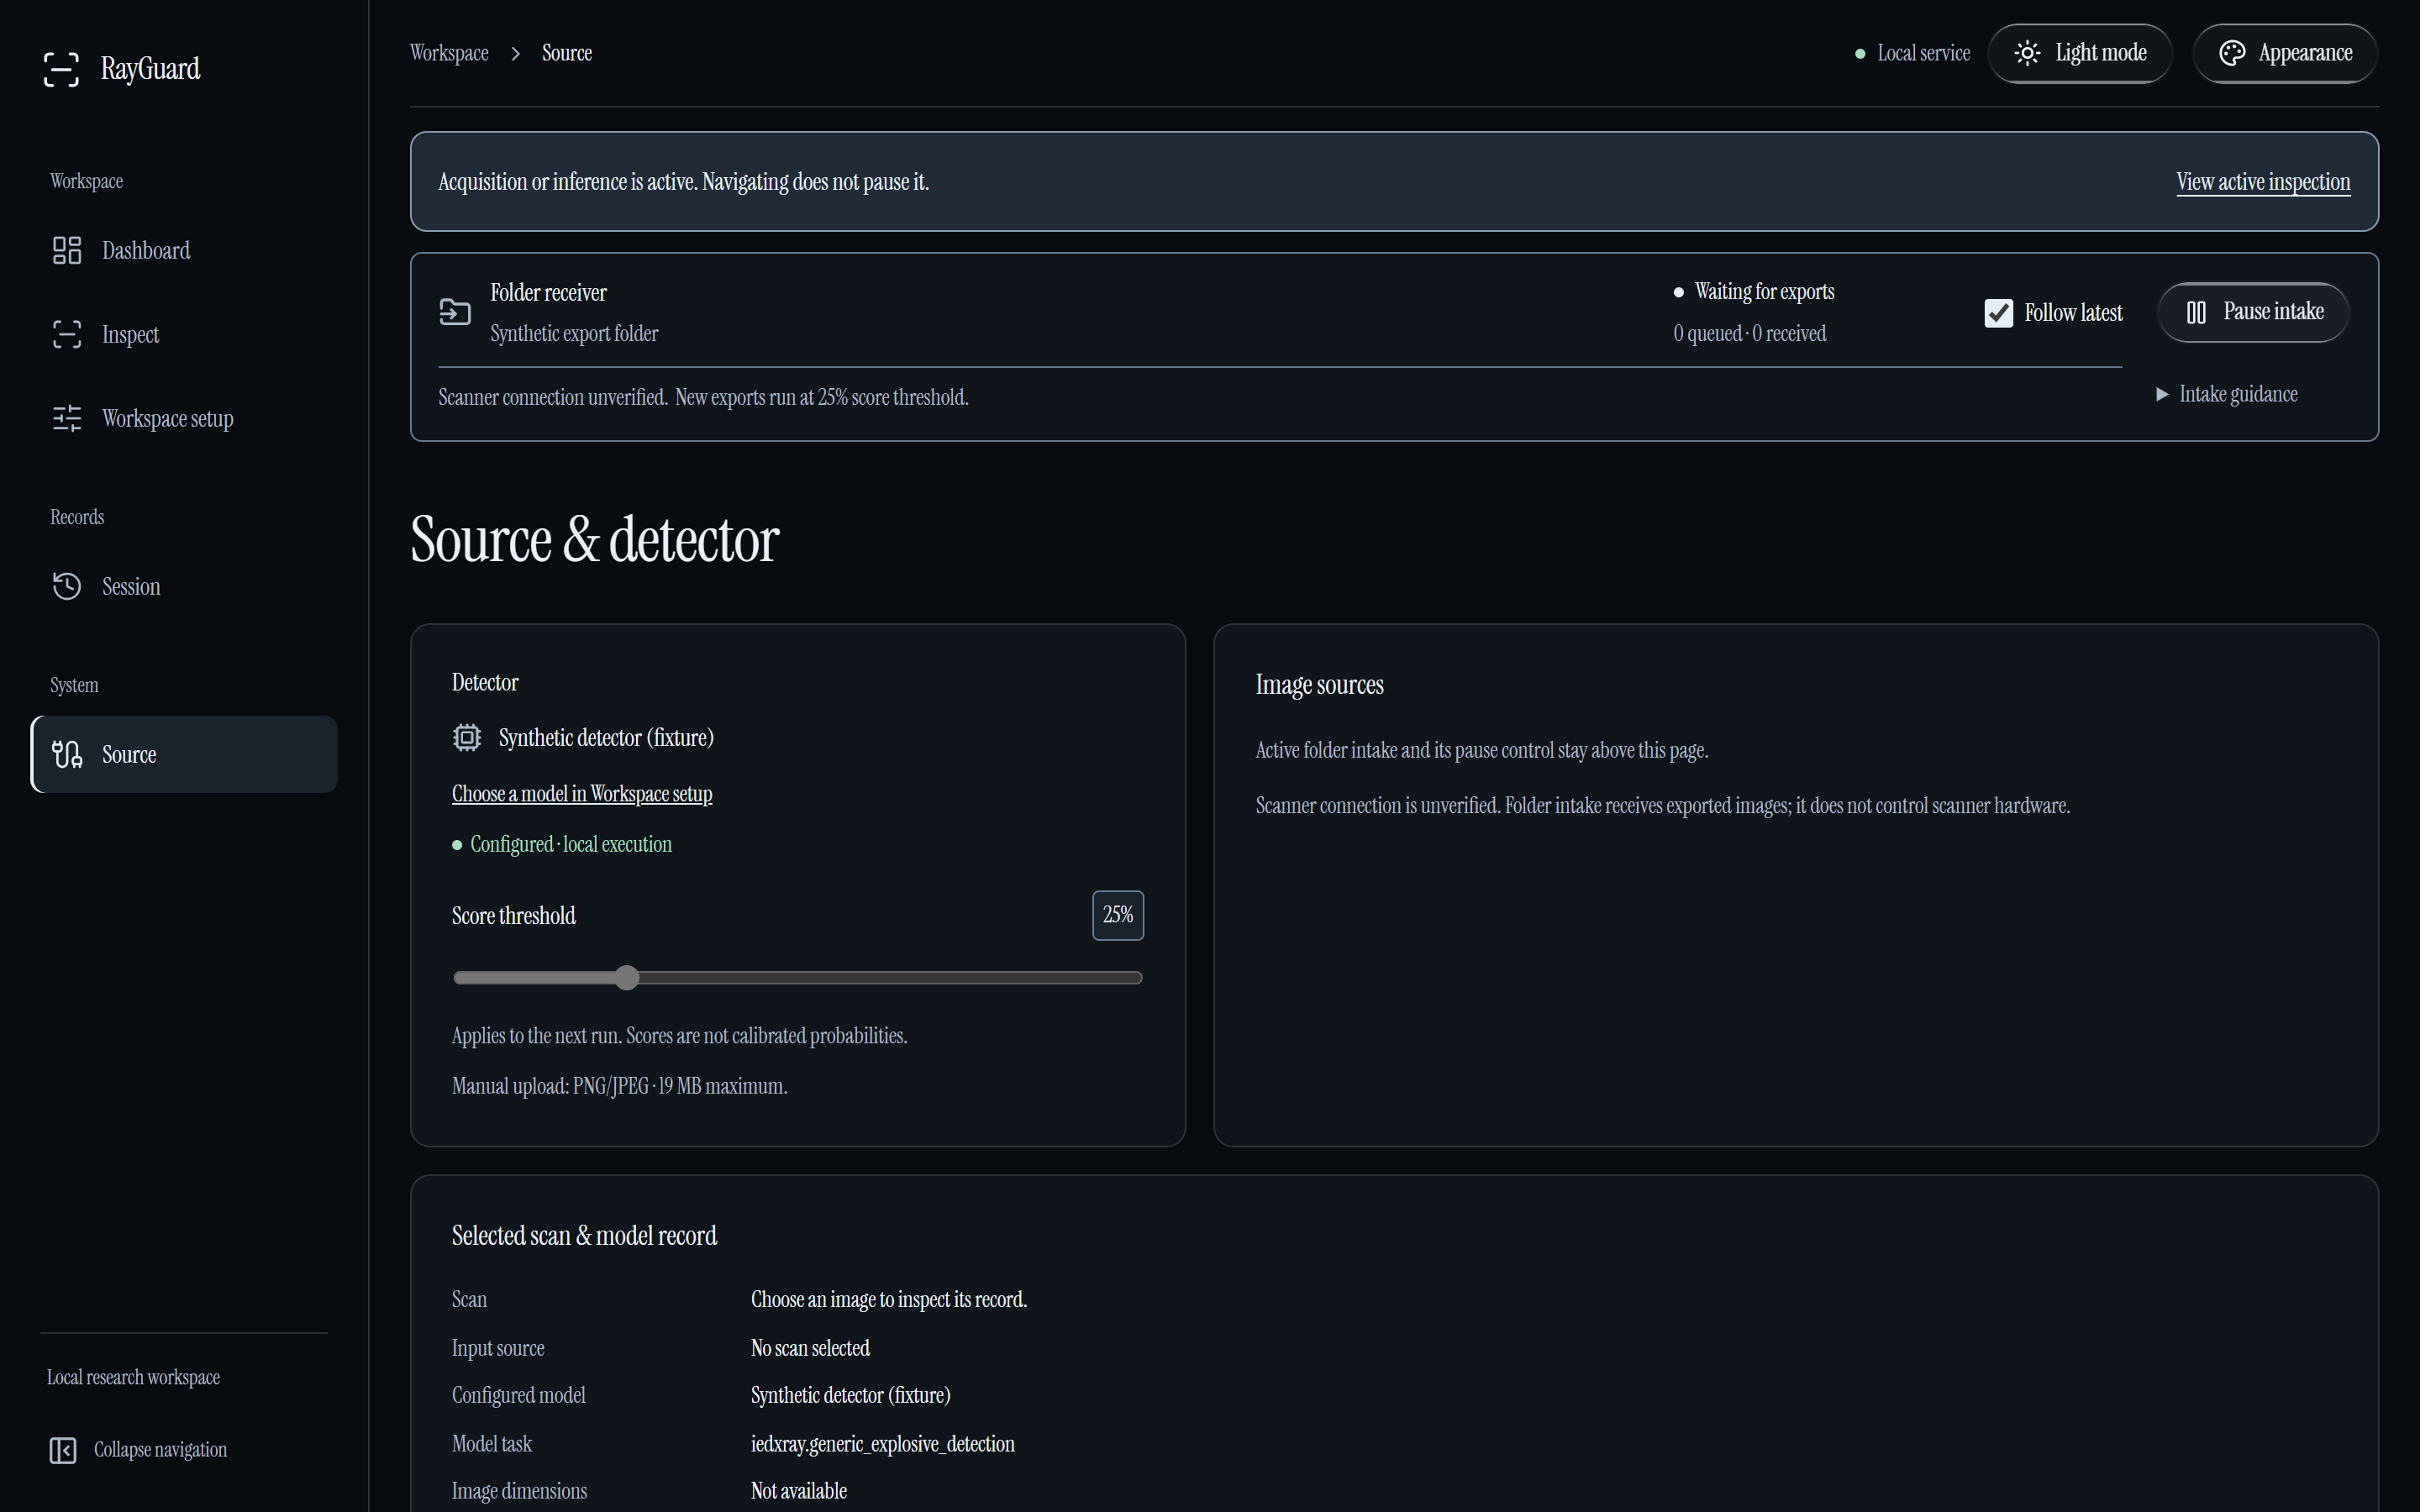 RayGuard
Workspace
Dashboard
Inspect
Workspace setup
Records
Session
System
Source
Local research workspace
Collapse navigation
Workspace > Source
Local service
Light mode
Appearance
Acquisition or inference is active. Navigating does not pause it.
View active inspection
Folder receiver
Synthetic export folder
Waiting for exports
0 queued · 0 received
Follow latest
Pause intake
Scanner connection unverified. New exports run at 25% score threshold.
Intake guidance
Source & detector
Detector
Synthetic detector (fixture)
Choose a model in Workspace setup
Configured · local execution
Score threshold
25%
Applies to the next run. Scores are not calibrated probabilities.
Manual upload: PNG/JPEG · 19 MB maximum.
Image sources
Active folder intake and its pause control stay above this page.
Scanner connection is unverified. Folder intake receives exported images; it does not control scanner hardware.
Selected scan & model record
Scan Choose an image to inspect its record.
Input source No scan selected
Configured model Synthetic detector (fixture)
Model task iedxray.generic_explosive_detection
Image dimensions Not available